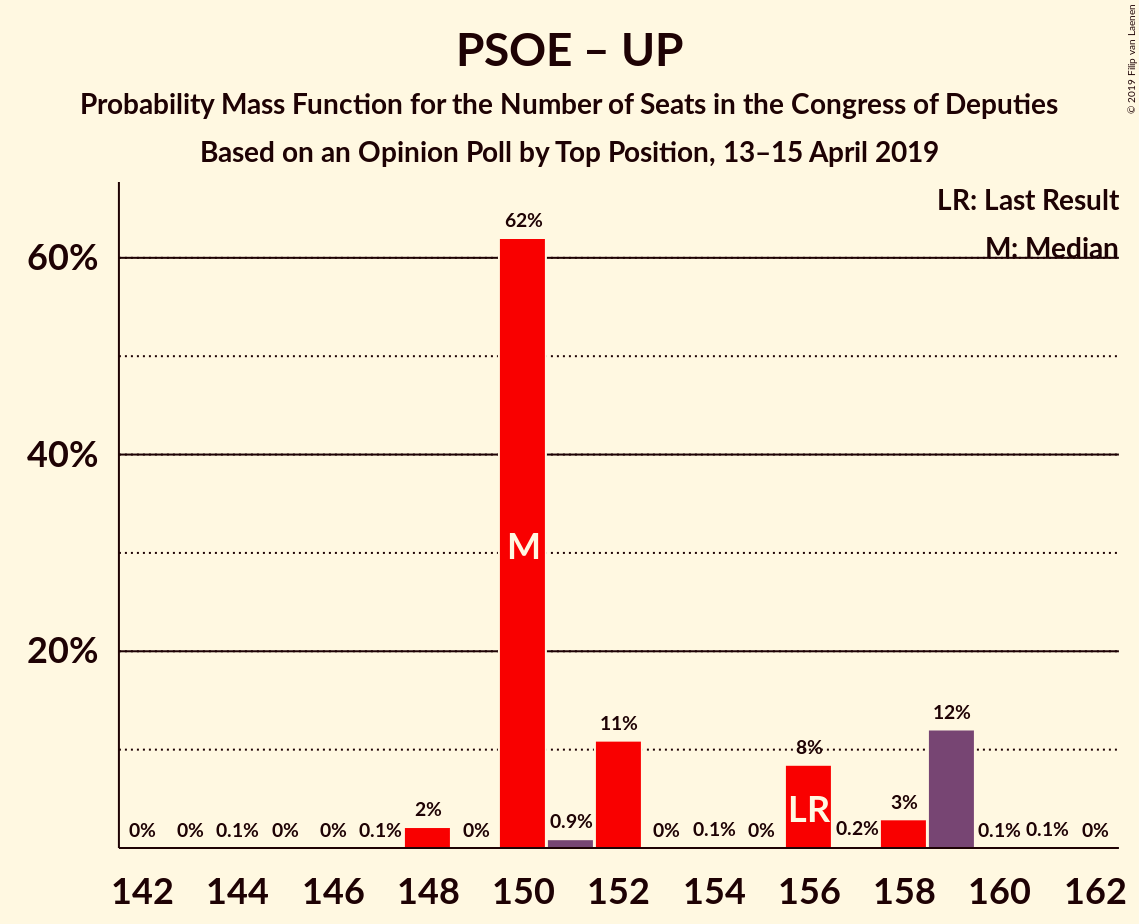 PSOE – UP
Probability Mass Function for the Number of Seats in the Congress of Deputies
Based on an Opinion Poll by Top Position, 13–15 April 2019
© 2019 Filip van Laenen
LR: Last Result
M: Median
60%
40%
20%
0% 0% 0.1% 0% 0% 0.1% 2% 0% 62% 0.9% 11% 0% 0.1% 0% 8% 0.2% 3% 12% 0.1% 0.1% 0%
M
LR
142 144 146 148 150 152 154 156 158 160 162